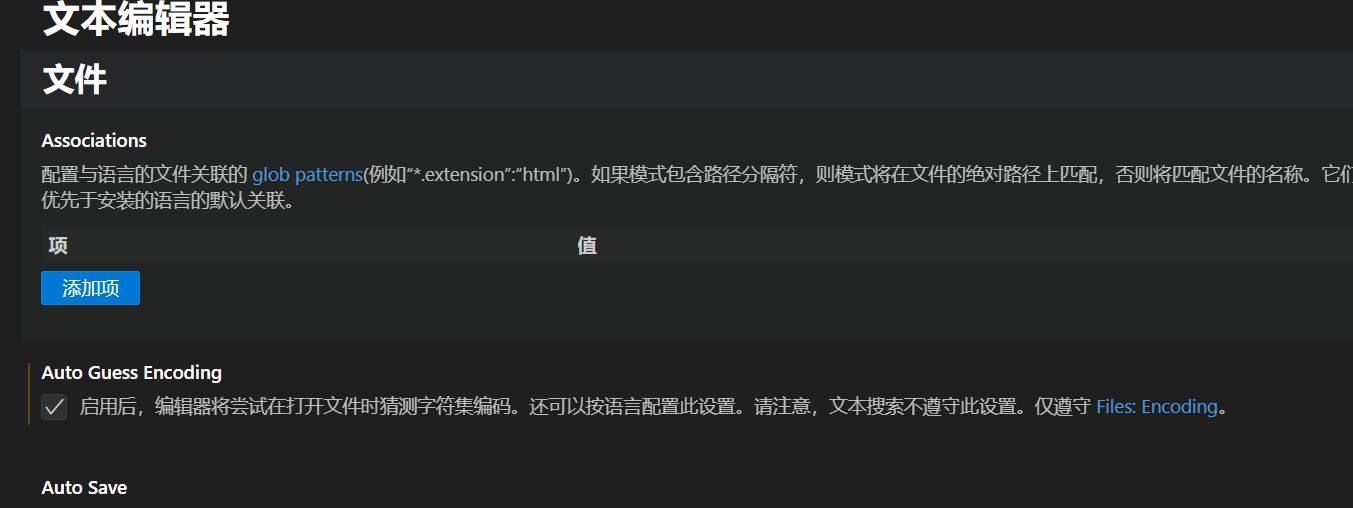 文本编辑器
文件
Associations
配置与语言的文件关联的 glob patterns(例如“*.extension”:“html”)。如果模式包含路径分隔符，则模式将在文件的绝对路径上匹配，否则将匹配文件的名称。它们
优先于安装的语言的默认关联。
项 值
添加项
Auto Guess Encoding
启用后，编辑器将尝试在打开文件时猜测字符集编码。还可以按语言配置此设置。请注意，文本搜索不遵守此设置。仅遵守 Files: Encoding。
Auto Save